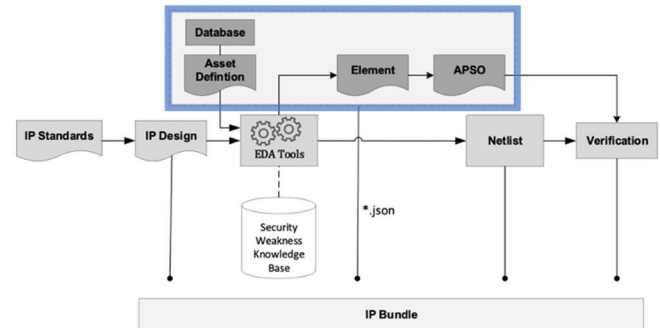 Database
Asset
Defintion
Element
APSO
IP Standards
IP Design
EDA Tools
Netlist
Verification
Security
Weakness
Knowledge
Base
*.json
IP Bundle